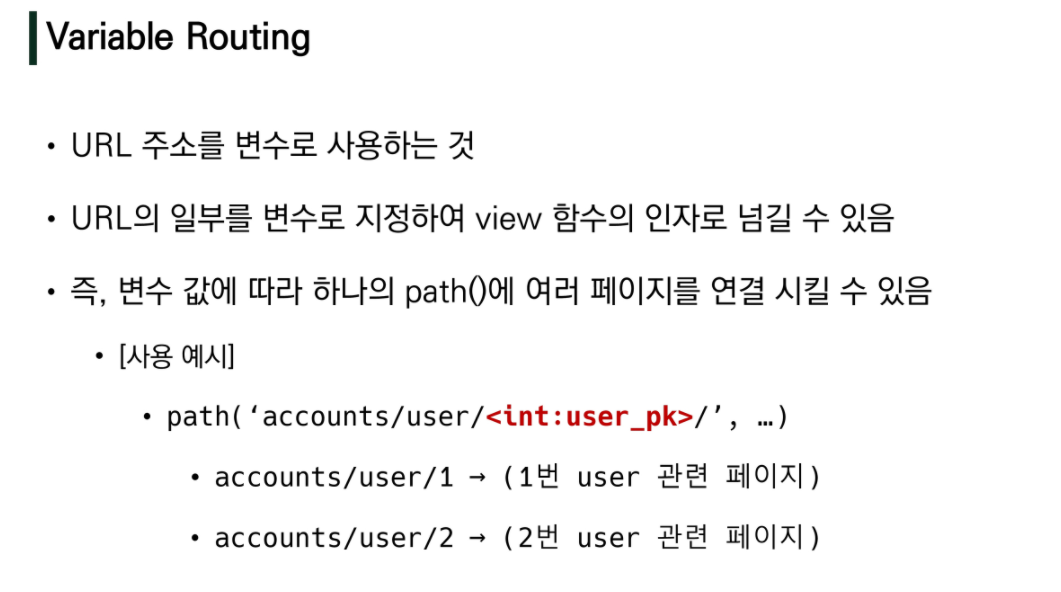 Variable Routing
• URL 주소를 변수로 사용하는 것
• URL의 일부를 변수로 지정하여 view 함수의 인자로 넘길 수 있음
• 즉, 변수 값에 따라 하나의 path()에 여러 페이지를 연결 시킬 수 있음
• [사용 예시]
• path(‘accounts/user/<int:user_pk>/’, …)
• accounts/user/1 → (1번 user 관련 페이지)
• accounts/user/2 → (2번 user 관련 페이지)